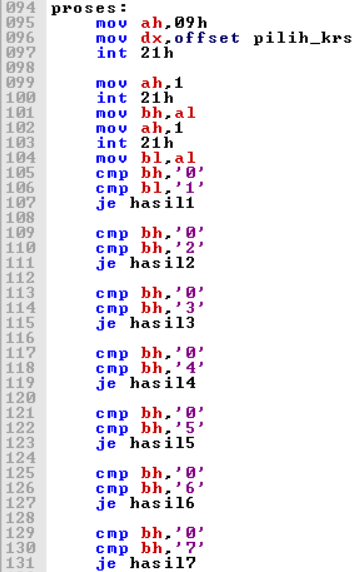 094 proses:
095 mov ah,09h
096 mov dx,offset pilih_krs
097 int 21h
098
099 mov ah,1
100 int 21h
101 mov bh,al
102 mov ah,1
103 int 21h
104 mov bl,al
105 cmp bh,'0'
106 cmp bl,'1'
107 je hasil1
108
109 cmp bh,'0'
110 cmp bh,'2'
111 je hasil2
112
113 cmp bh,'0'
114 cmp bh,'3'
115 je hasil3
116
117 cmp bh,'0'
118 cmp bh,'4'
119 je hasil4
120
121 cmp bh,'0'
122 cmp bh,'5'
123 je hasil5
124
125 cmp bh,'0'
126 cmp bh,'6'
127 je hasil6
128
129 cmp bh,'0'
130 cmp bh,'7'
131 je hasil7